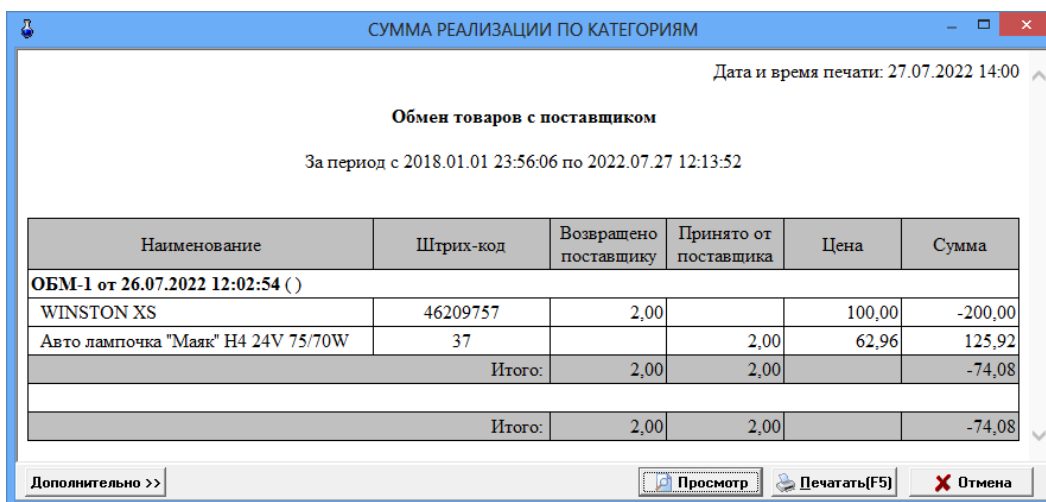 СУММА РЕАЛИЗАЦИИ ПО КАТЕГОРИЯМ
Дата и время печати: 27.07.2022 14:00
Обмен товаров с поставщиком
За период с 2018.01.01 23:56:06 по 2022.07.27 12:13:52
Наименование Штрих-код Возвращено поставщику Принято от поставщика Цена Сумма
ОБМ-1 от 26.07.2022 12:02:54 ( )
WINSTON XS 46209757 2,00 100,00 -200,00
Авто лампочка "Маяк" H4 24V 75/70W 37 2,00 62,96 125,92
Итого: 2,00 2,00 -74,08
Итого: 2,00 2,00 -74,08
Дополнительно >> Просмотр Печатать(F5) Отмена